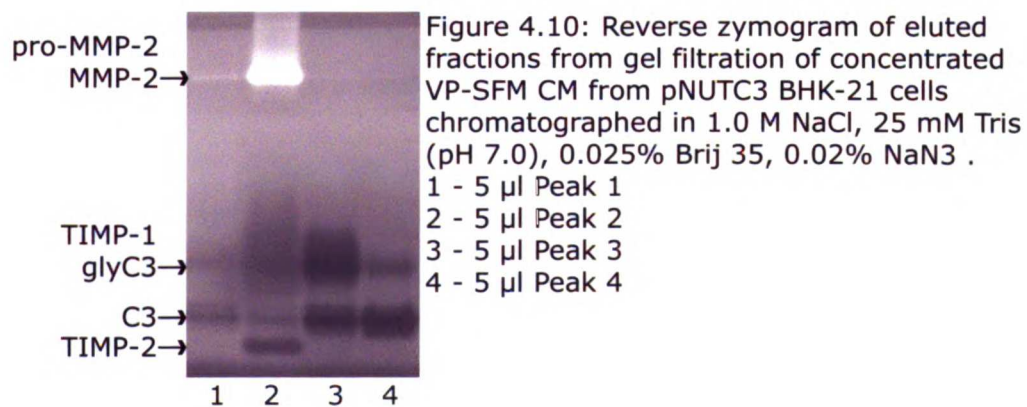 pro-MMP-2
MMP-2→
TIMP-1
glyC3→
C3→
TIMP-2→
1 2 3 4
Figure 4.10: Reverse zymogram of eluted
fractions from gel filtration of concentrated
VP-SFM CM from pNUTC3 BHK-21 cells
chromatographed in 1.0 M NaCl, 25 mM Tris
(pH 7.0), 0.025% Brij 35, 0.02% NaN3 .
1 - 5 µl Peak 1
2 - 5 µl Peak 2
3 - 5 µl Peak 3
4 - 5 µl Peak 4